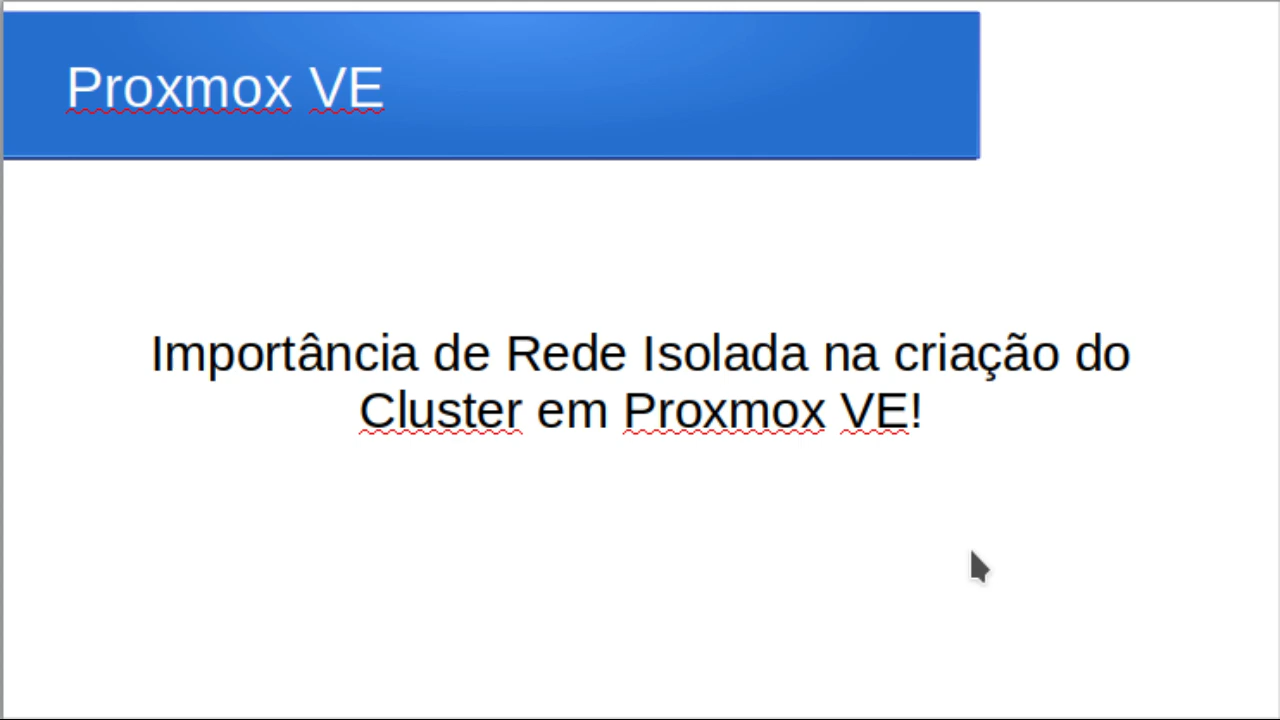 Proxmox VE
Importância de Rede Isolada na criação do
Cluster em Proxmox VE!